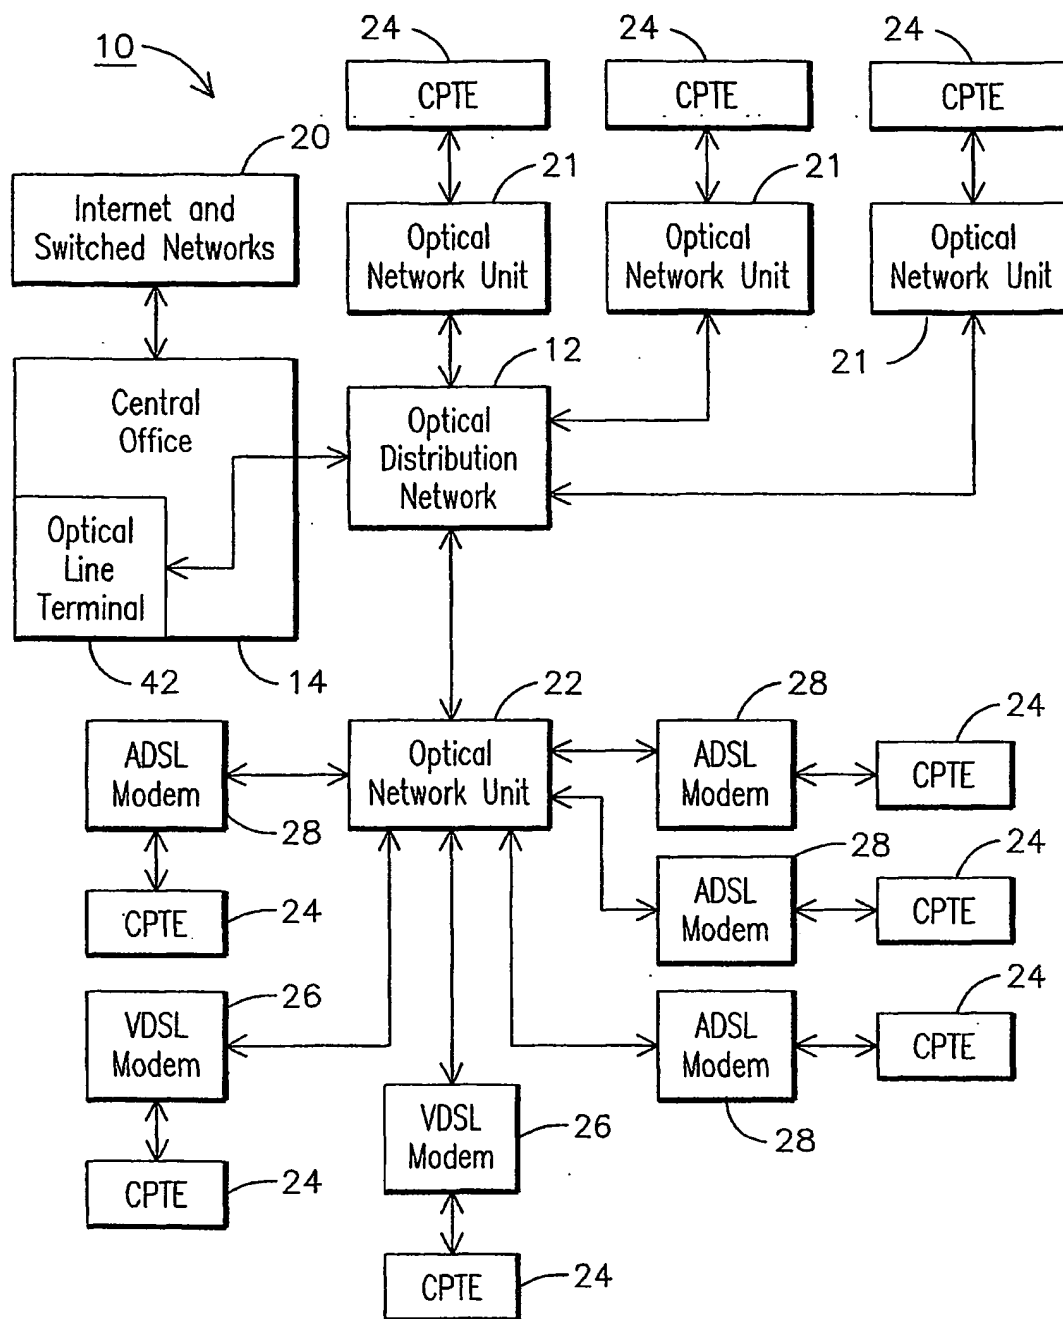 10
24
24
24
CPTE
CPTE
CPTE
20
21
21
Internet and
Switched Networks
Optical
Network Unit
Optical
Network Unit
Optical
Network Unit
21
12
Central
Office
Optical
Distribution
Network
Optical
Line
Terminal
42
14
22
28
24
ADSL
Modem
Optical
Network Unit
ADSL
Modem
CPTE
28
28
24
CPTE
24
ADSL
Modem
CPTE
26
24
VDSL
Modem
ADSL
Modem
CPTE
VDSL
Modem
26
28
CPTE
24
CPTE
24